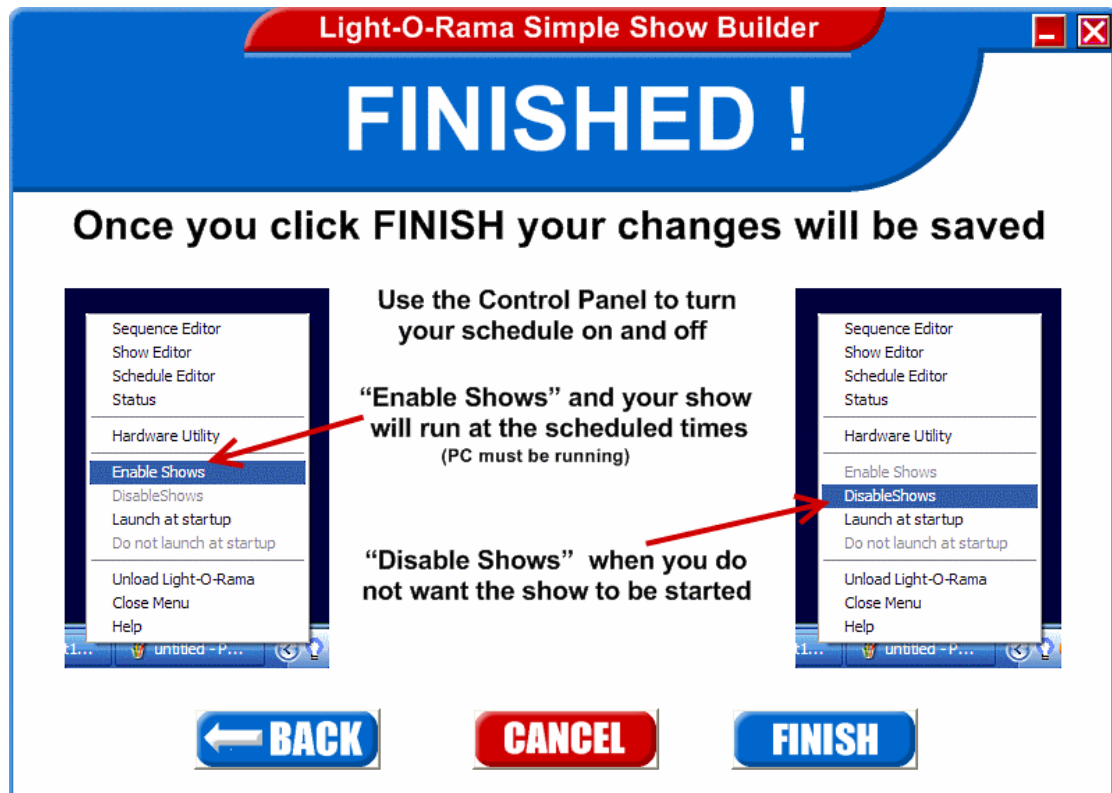 Light-O-Rama Simple Show Builder
FINISHED !
Once you click FINISH your changes will be saved
Sequence Editor
Show Editor
Schedule Editor
Status
Hardware Utility
Enable Shows
DisableShows
Launch at startup
Do not launch at startup
Unload Light-O-Rama
Close Menu
Help
t1...
untitled - P...
Use the Control Panel to turn
your schedule on and off
“Enable Shows” and your show
will run at the scheduled times
(PC must be running)
“Disable Shows” when you do
not want the show to be started
Sequence Editor
Show Editor
Schedule Editor
Status
Hardware Utility
Enable Shows
DisableShows
Launch at startup
Do not launch at startup
Unload Light-O-Rama
Close Menu
Help
t1...
untitled - P...
BACK
CANCEL
FINISH